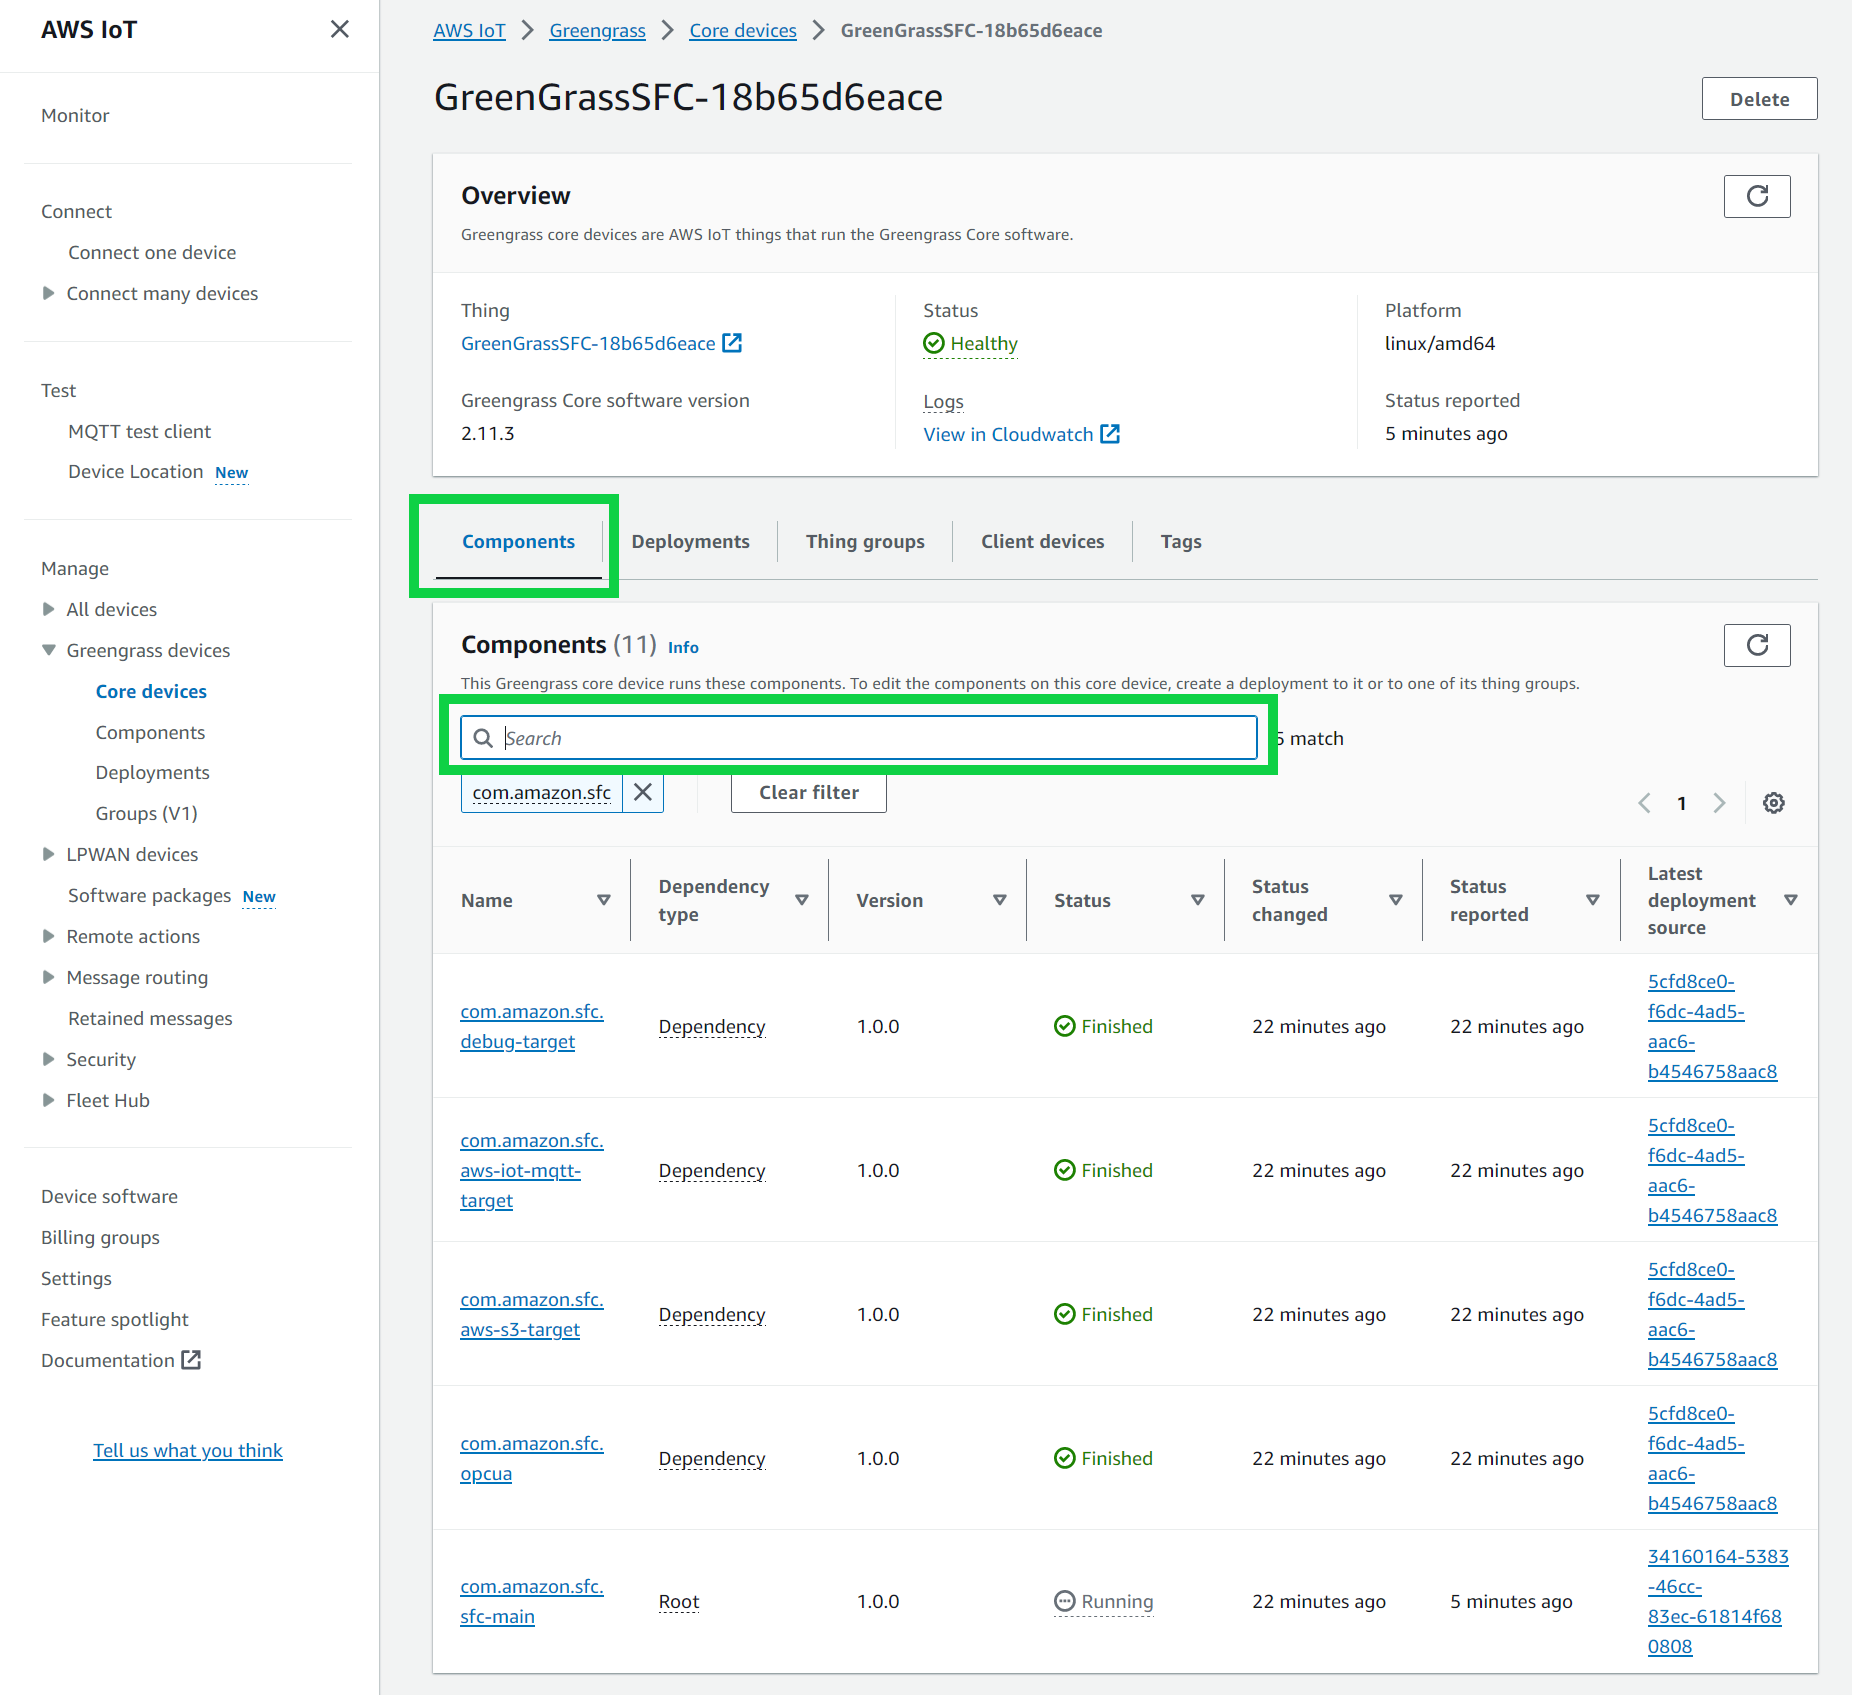 AWS IoT
Monitor
Connect
Connect one device
Connect many devices
Test
MQTT test client
Device Location New
Manage
All devices
Greengrass devices
Core devices
Components
Deployments
Groups (V1)
LPWAN devices
Software packages New
Remote actions
Message routing
Retained messages
Security
Fleet Hub
Device software
Billing groups
Settings
Feature spotlight
Documentation
Tell us what you think
AWS IoT Greengrass Core devices GreenGrassSFC-18b65d6eace
GreenGrassSFC-18b65d6eace
Delete
Overview
Greengrass core devices are AWS IoT things that run the Greengrass Core software.
Thing
GreenGrassSFC-18b65d6eace
Greengrass Core software version
2.11.3
Status
Healthy
Logs
View in Cloudwatch
Platform
linux/amd64
Status reported
5 minutes ago
Components Deployments Thing groups Client devices Tags
Components (11) Info
This Greengrass core device runs these components. To edit the components on this core device, create a deployment to it or to one of its thing groups.
Search
5 match
com.amazon.sfc
Clear filter
1
Name
Dependency
type
Version
Status
Status
changed
Status
reported
Latest
deployment
source
com.amazon.sfc.
debug-target
Dependency
1.0.0
Finished
22 minutes ago
22 minutes ago
5cfd8ce0-
f6dc-4ad5-
aac6-
b4546758aac8
com.amazon.sfc.
aws-iot-mqtt-
target
Dependency
1.0.0
Finished
22 minutes ago
22 minutes ago
5cfd8ce0-
f6dc-4ad5-
aac6-
b4546758aac8
com.amazon.sfc.
aws-s3-target
Dependency
1.0.0
Finished
22 minutes ago
22 minutes ago
5cfd8ce0-
f6dc-4ad5-
aac6-
b4546758aac8
com.amazon.sfc.
opcua
Dependency
1.0.0
Finished
22 minutes ago
22 minutes ago
5cfd8ce0-
f6dc-4ad5-
aac6-
b4546758aac8
com.amazon.sfc.
sfc-main
Root
1.0.0
Running
22 minutes ago
5 minutes ago
34160164-5383
-46cc-
83ec-61814f68
0808